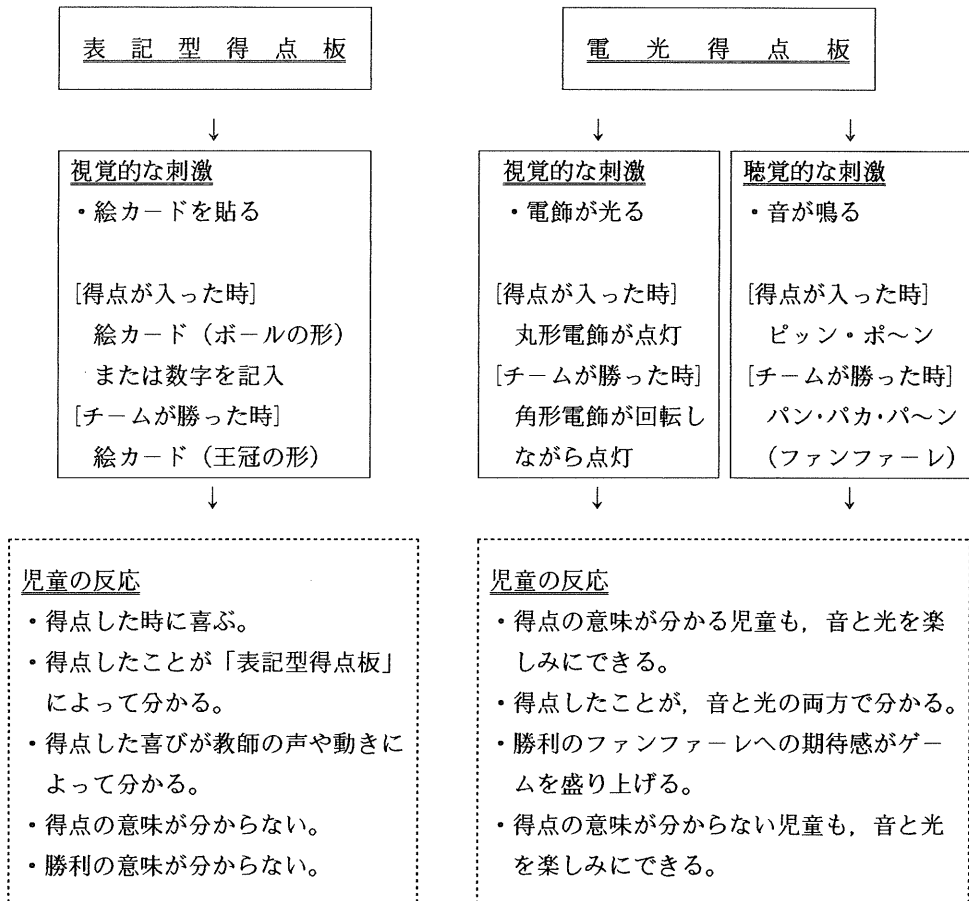 表記型得点板
↓
視覚的な刺激
・絵カードを貼る
[得点が入った時]
絵カード(ボールの形)
または数字を記入
[チームが勝った時]
絵カード(王冠の形)
↓
児童の反応
・得点した時に喜ぶ。
・得点したことが「表記型得点板」
によって分かる。
・得点した喜びが教師の声や動きに
よって分かる。
・得点の意味が分からない。
・勝利の意味が分からない。
電光得点板
↓ ↓
視覚的な刺激
・電飾が光る
[得点が入った時]
丸形電飾が点灯
[チームが勝った時]
角形電飾が回転し
ながら点灯
聴覚的な刺激
・音が鳴る
[得点が入った時]
ピッン・ポ〜ン
[チームが勝った時]
パン・パカ・パ〜ン
(ファンファーレ)
↓ ↓
児童の反応
・得点の意味が分かる児童も,音と光を楽
しみにできる。
・得点したことが,音と光の両方で分かる。
・勝利のファンファーレへの期待感がゲー
ムを盛り上げる。
・得点の意味が分からない児童も,音と光
を楽しみにできる。